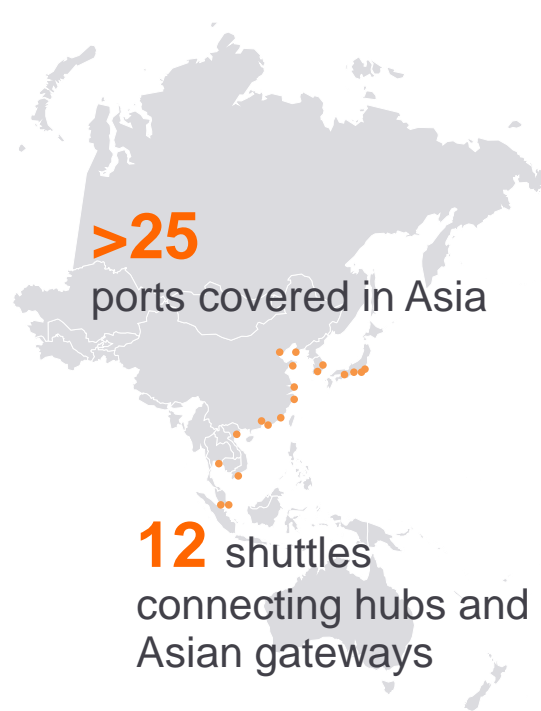 >25
ports covered in Asia
12 shuttles
connecting hubs and
Asian gateways